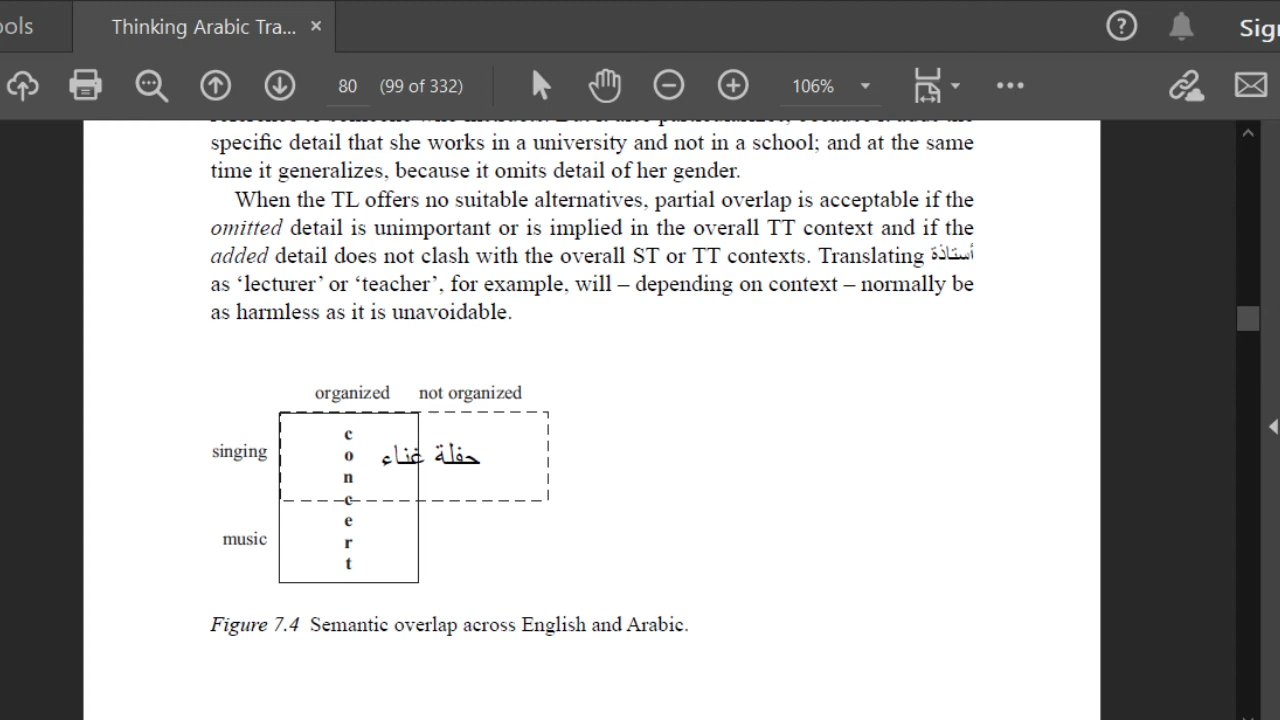 ols
Thinking Arabic Tra... ×
Sig
80 (99 of 332)
106%
specific detail that she works in a university and not in a school; and at the same
time it generalizes, because it omits detail of her gender.
When the TL offers no suitable alternatives, partial overlap is acceptable if the
omitted detail is unimportant or is implied in the overall TT context and if the
added detail does not clash with the overall ST or TT contexts. Translating أستاذة
as ‘lecturer’ or ‘teacher’, for example, will – depending on context – normally be
as harmless as it is unavoidable.
organized not organized
singing
concert
حفلة غناء
music
Figure 7.4 Semantic overlap across English and Arabic.